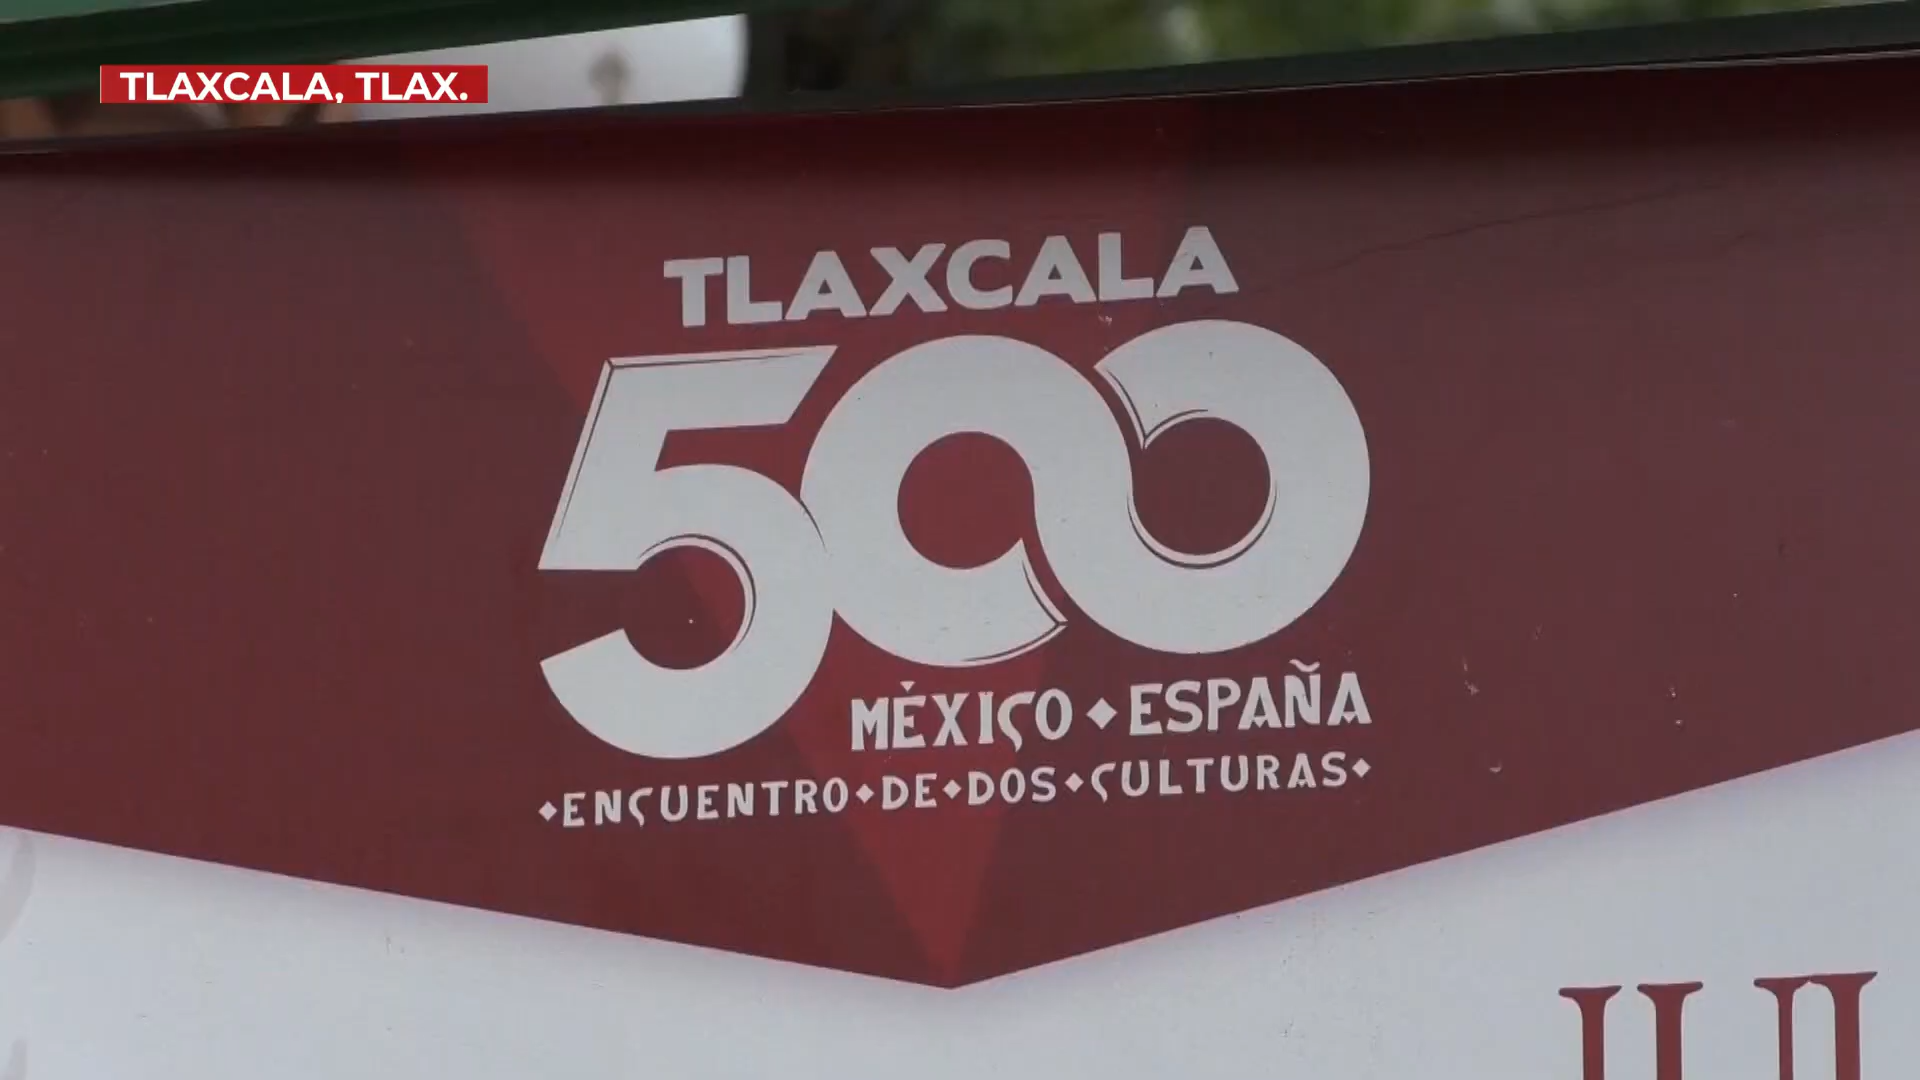 TLAXCALA, TLAX.
TLAXCALA
500
MÉXICO◆ESPAÑA
◆ENCUENTRO◆DE◆DOS◆CULTURAS◆